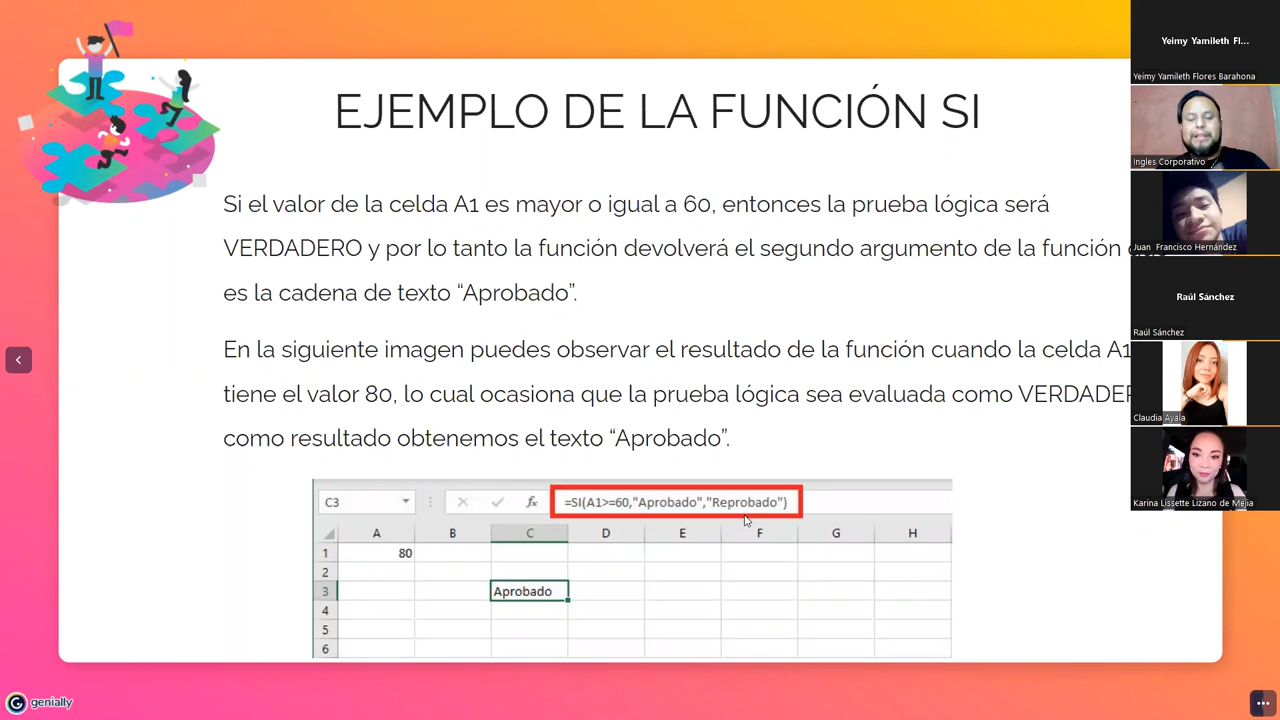 EJEMPLO DE LA FUNCIÓN SI
Si el valor de la celda A1 es mayor o igual a 60, entonces la prueba lógica será
VERDADERO y por lo tanto la función devolverá el segundo argumento de la función
es la cadena de texto “Aprobado”.
En la siguiente imagen puedes observar el resultado de la función cuando la celda A1
tiene el valor 80, lo cual ocasiona que la prueba lógica sea evaluada como
como resultado obtenemos el texto “Aprobado”.
C3 fx =SI(A1>=60,"Aprobado","Reprobado")
A B C D E F G H
1 80
2
3 Aprobado
4
5
6
genially
Yeimy Yamileth Fl...
Yeimy Yamileth Flores Barahona
Ingles Corporativo
Juan Francisco Hernández
Raúl Sánchez
Raúl Sánchez
Claudia Ayala
Karina Lissette Lizano de Mejia